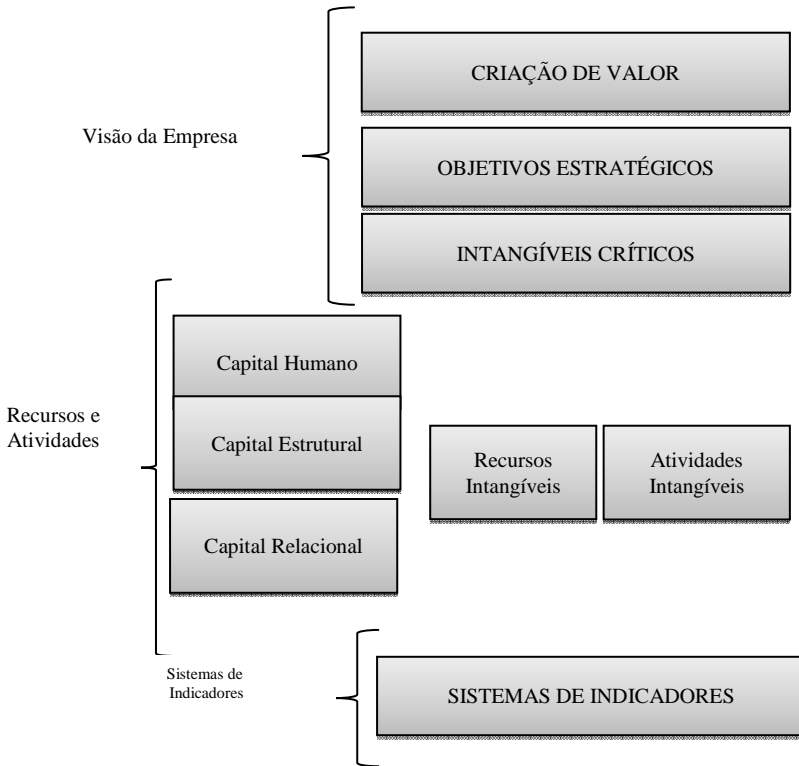 CRIAÇÃO DE VALOR
Visão da Empresa
OBJETIVOS ESTRATÉGICOS
INTANGÍVEIS CRÍTICOS
Capital Humano
Recursos e
Atividades
Capital Estrutural
Recursos
Intangíveis
Atividades
Intangíveis
Capital Relacional
Sistemas de
Indicadores
SISTEMAS DE INDICADORES